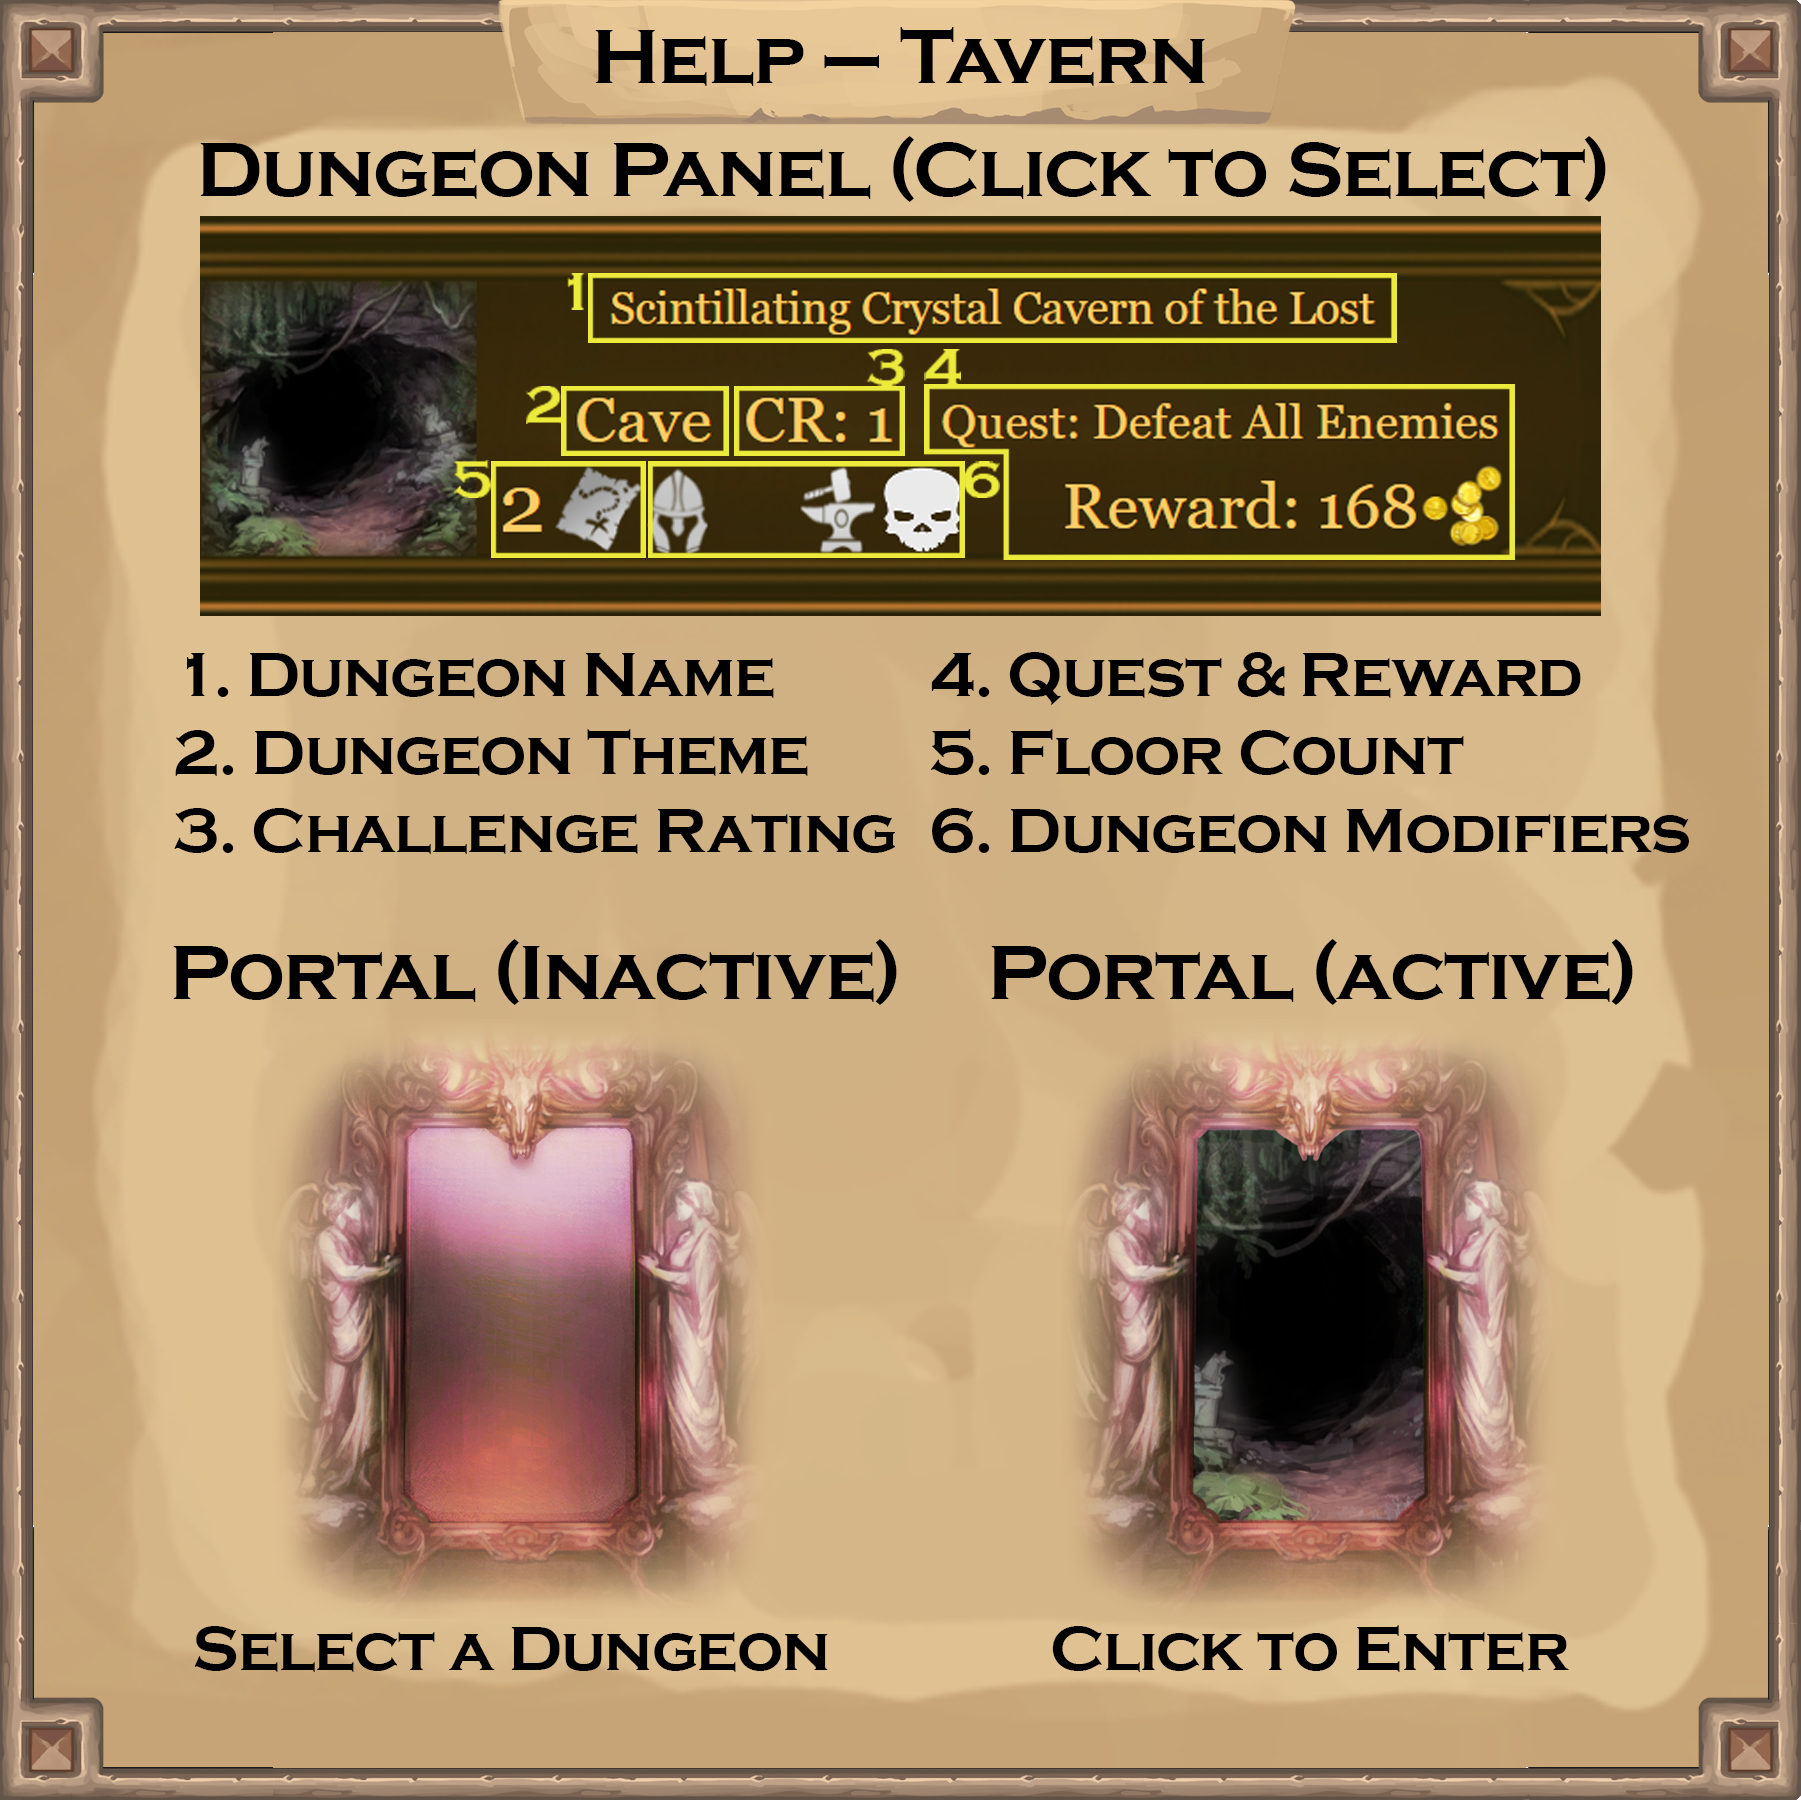 Help – Tavern
Dungeon Panel (Click to Select)
1 Scintillating Crystal Cavern of the Lost
3 4
2 Cave CR: 1 Quest: Defeat All Enemies
5 2 6 Reward: 168
1. Dungeon Name
2. Dungeon Theme
3. Challenge Rating
4. Quest & Reward
5. Floor Count
6. Dungeon Modifiers
Portal (Inactive)
Portal (active)
Select a Dungeon
Click to Enter